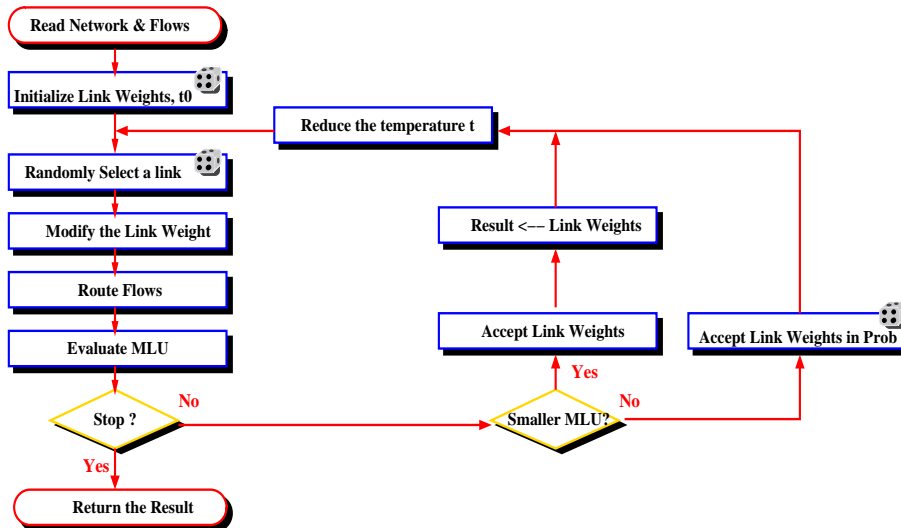 Read Network & Flows
Initialize Link Weights, t0
Reduce the temperature t
Randomly Select a link
Modify the Link Weight
Result <−− Link Weights
Route Flows
Evaluate MLU
Accept Link Weights
Accept Link Weights in Prob
Yes
Stop ?
No
Smaller MLU?
No
Yes
Return the Result